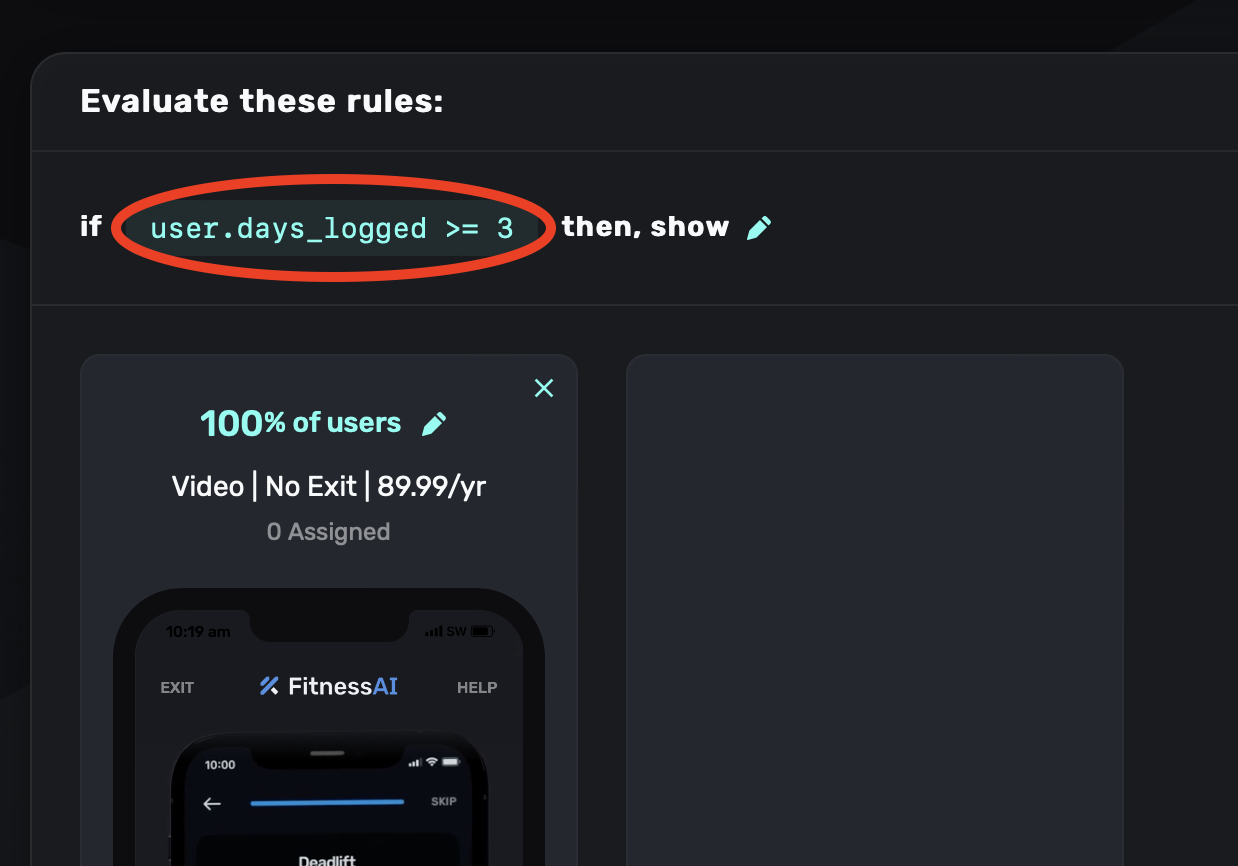 Evaluate these rules:
if user.days_logged >= 3 then, show
100% of users
Video | No Exit | 89.99/yr
0 Assigned
10:19 am SW
EXIT FitnessAI HELP
10:00
SKIP
Deadlift